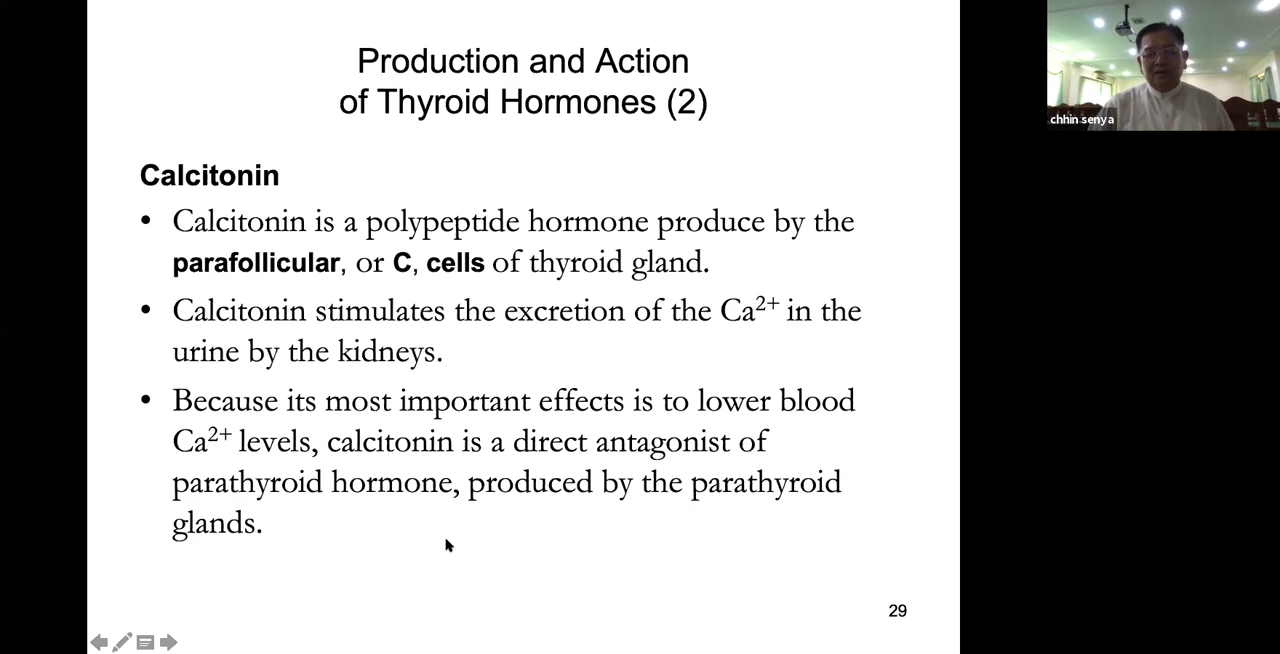 Production and Action
of Thyroid Hormones (2)
Calcitonin
• Calcitonin is a polypeptide hormone produce by the
parafollicular, or C, cells of thyroid gland.
• Calcitonin stimulates the excretion of the Ca²⁺ in the
urine by the kidneys.
• Because its most important effects is to lower blood
Ca²⁺ levels, calcitonin is a direct antagonist of
parathyroid hormone, produced by the parathyroid
glands.
29
chhin senya